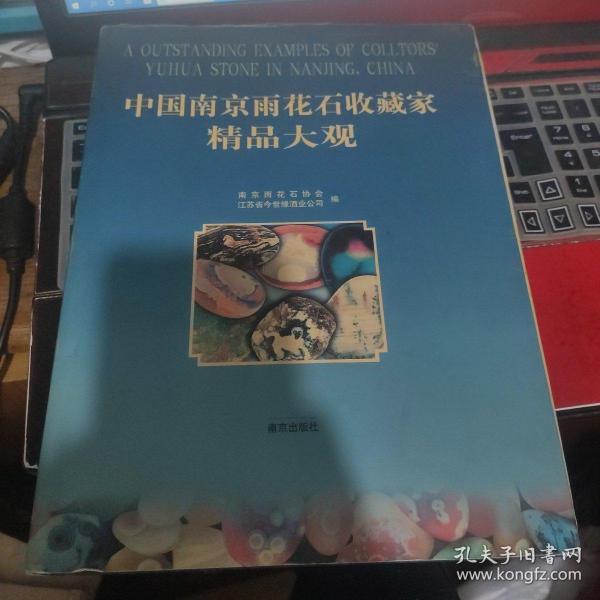 A OUTSTANDING EXAMPLES OF COLLTORS'
YUHUA STONE IN NANJING, CHINA
中国南京雨花石收藏家
精品大观
南京雨花石协会
江苏省今世缘酒业公司 编
南京出版社
孔夫子旧书网
www.kongfz.com